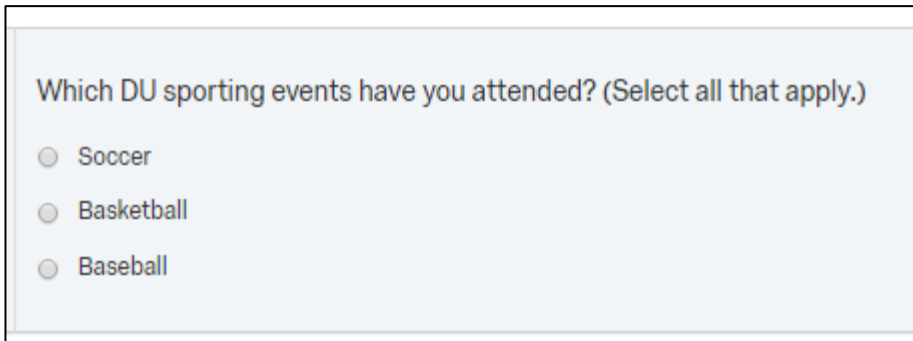 Which DU sporting events have you attended? (Select all that apply.)
Soccer
Basketball
Baseball